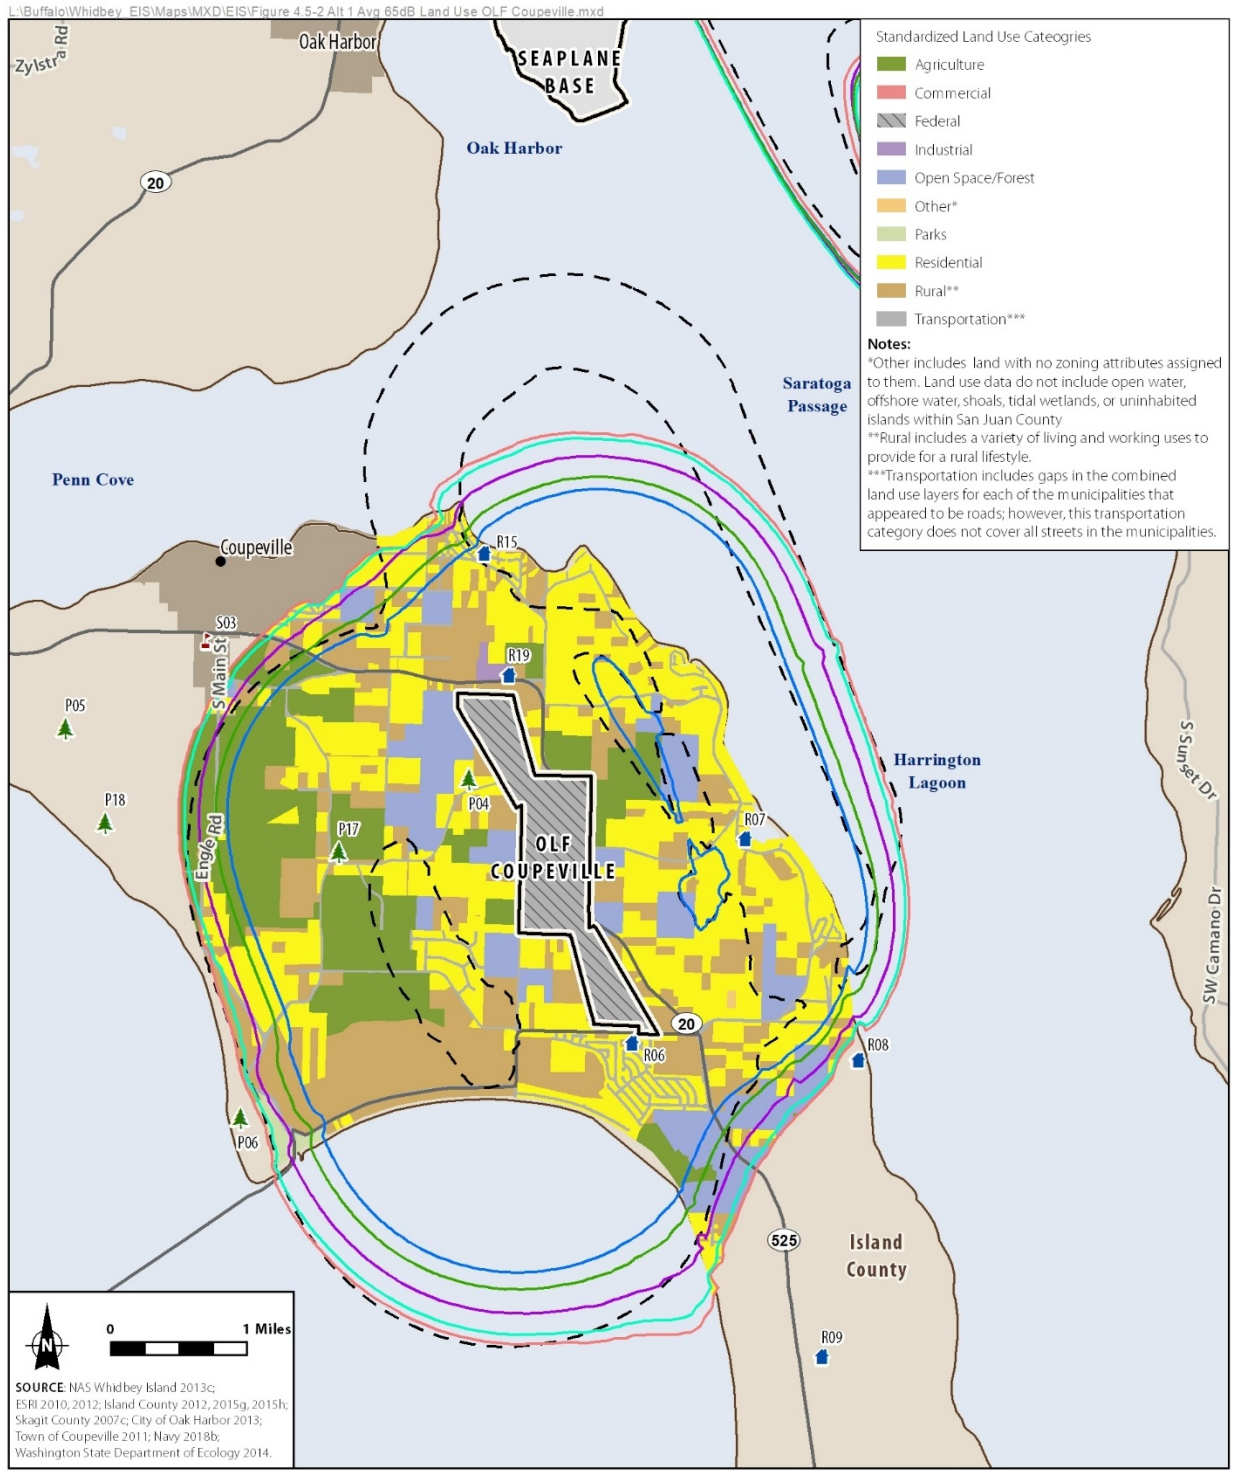 L:\Buffalo\Whidbey_EIS\Maps\MXD\EIS\Figure 4.5-2 Alt 1 Avg 65dB Land Use OLF Coupeville.mxd
Zylstra Rd
Oak Harbor
SEAPLANE
BASE
20
Oak Harbor
Standardized Land Use Cateogries
Agriculture
Commercial
Federal
Industrial
Open Space/Forest
Other*
Parks
Residential
Rural**
Transportation***
Notes:
*Other includes land with no zoning attributes assigned
to them. Land use data do not include open water,
offshore water, shoals, tidal wetlands, or uninhabited
islands within San Juan County
**Rural includes a variety of living and working uses to
provide for a rural lifestyle.
***Transportation includes gaps in the combined
land use layers for each of the municipalities that
appeared to be roads; however, this transportation
category does not cover all streets in the municipalities.
Saratoga
Passage
Penn Cove
Coupeville
R15
S03
S Main St
R19
P05
P18
P17
P04
Engle Rd
OLF
COUPEVILLE
R07
Harrington
Lagoon
S Sunset Dr
SW Camano Dr
20
R06
R08
P06
525
Island
County
R09
N
0
1 Miles
SOURCE: NAS Whidbey Island 2013c;
ESRI 2010, 2012; Island County 2012, 2015g, 2015h;
Skagit County 2007c; City of Oak Harbor 2013;
Town of Coupeville 2011; Navy 2018b;
Washington State Department of Ecology 2014.